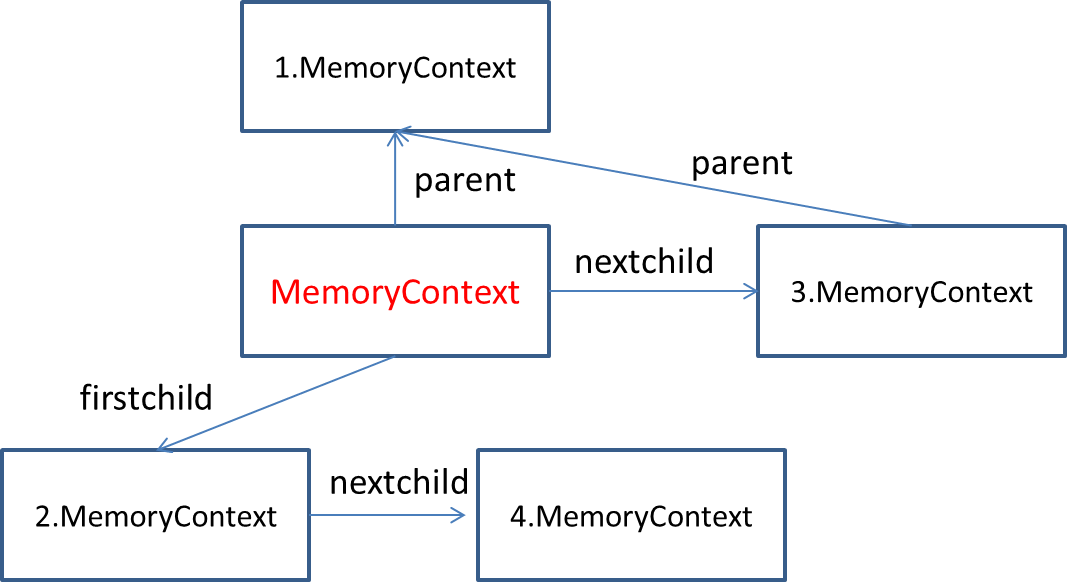 1.MemoryContext
parent
parent
MemoryContext
nextchild
3.MemoryContext
firstchild
2.MemoryContext
nextchild
4.MemoryContext